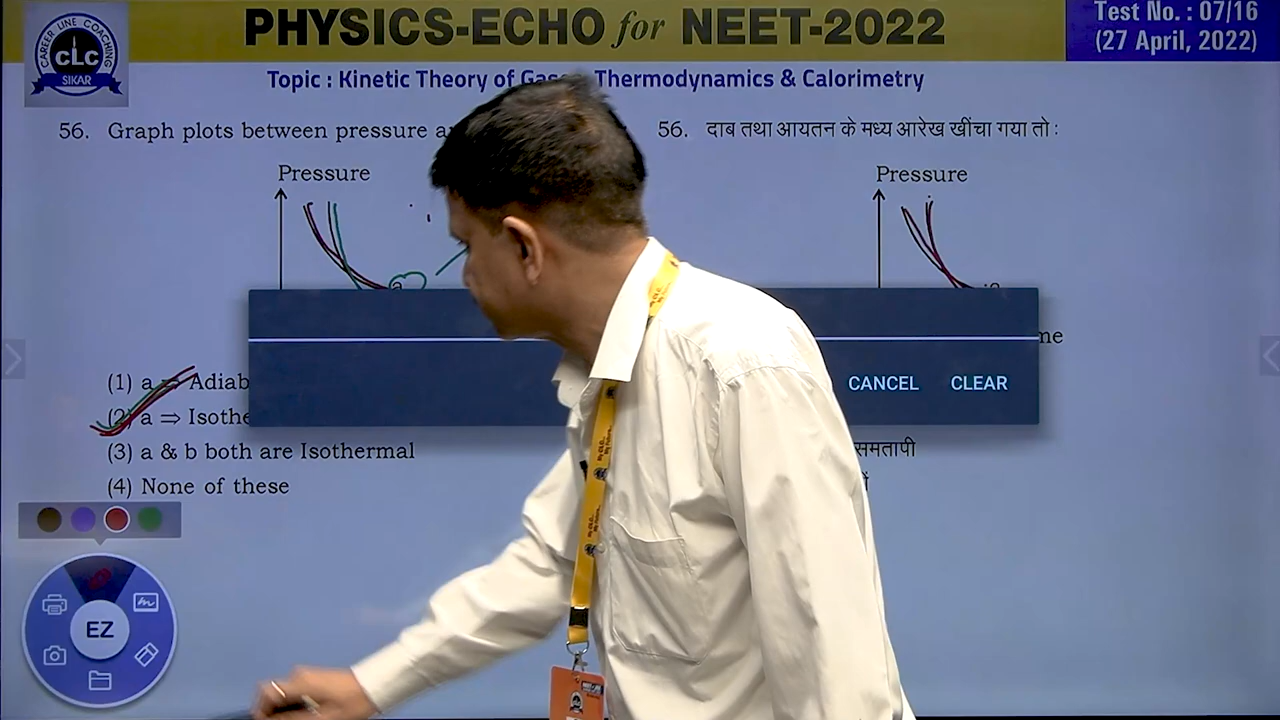 PHYSICS-ECHO for NEET-2022
Test No. : 07/16
(27 April, 2022)
CAREER LINE COACHING
CLC
SIKAR
Topic : Kinetic Theory of Gases, Thermodynamics & Calorimetry
56. Graph plots between pressure
Pressure
(1) a ⇒ Adiab
(2) a ⇒ Isothe
(3) a & b both are Isothermal
(4) None of these
56. दाब तथा आयतन के मध्य आरेख खींचा गया तो :
Pressure
me
समतापी
CANCEL CLEAR
EZ